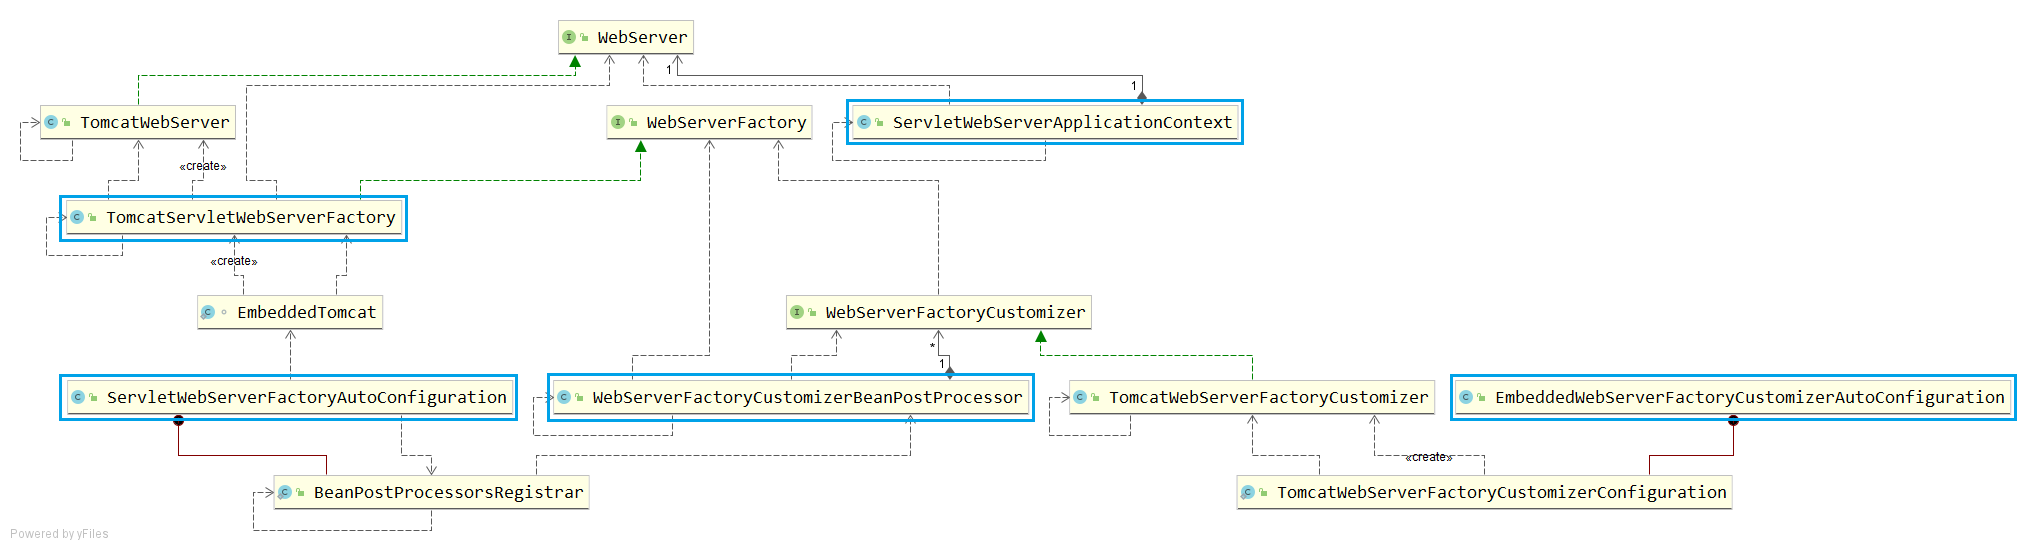 WebServer
1
1
TomcatWebServer
WebServerFactory
ServletWebServerApplicationContext
«create»
TomcatServletWebServerFactory
«create»
EmbeddedTomcat
WebServerFactoryCustomizer
*
1
ServletWebServerFactoryAutoConfiguration
WebServerFactoryCustomizerBeanPostProcessor
TomcatWebServerFactoryCustomizer
EmbeddedWebServerFactoryCustomizerAutoConfiguration
«create»
BeanPostProcessorsRegistrar
TomcatWebServerFactoryCustomizerConfiguration
Powered by yFiles